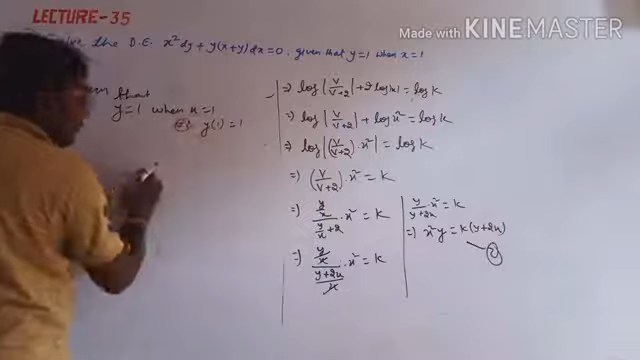 LECTURE-35
Made with KINEMASTER
the D.E. x²dy + y(x+y)dx=0, given that y=1 when x=1
that
y=1 when x=1
y(1)=1
⇒ log|v/v+2| + 2 log|x| = log k
⇒ log|v/v+2| + log x² = log k
⇒ log|(v/v+2)·x²| = log k
⇒ (v/v+2)·x² = k
⇒ (y/x)/(y/x+2)·x² = k
⇒ (y/x)/((y+2x)/x)·x² = k
y/y+2x·x² = k
⇒ x²y = k(y+2x)
②